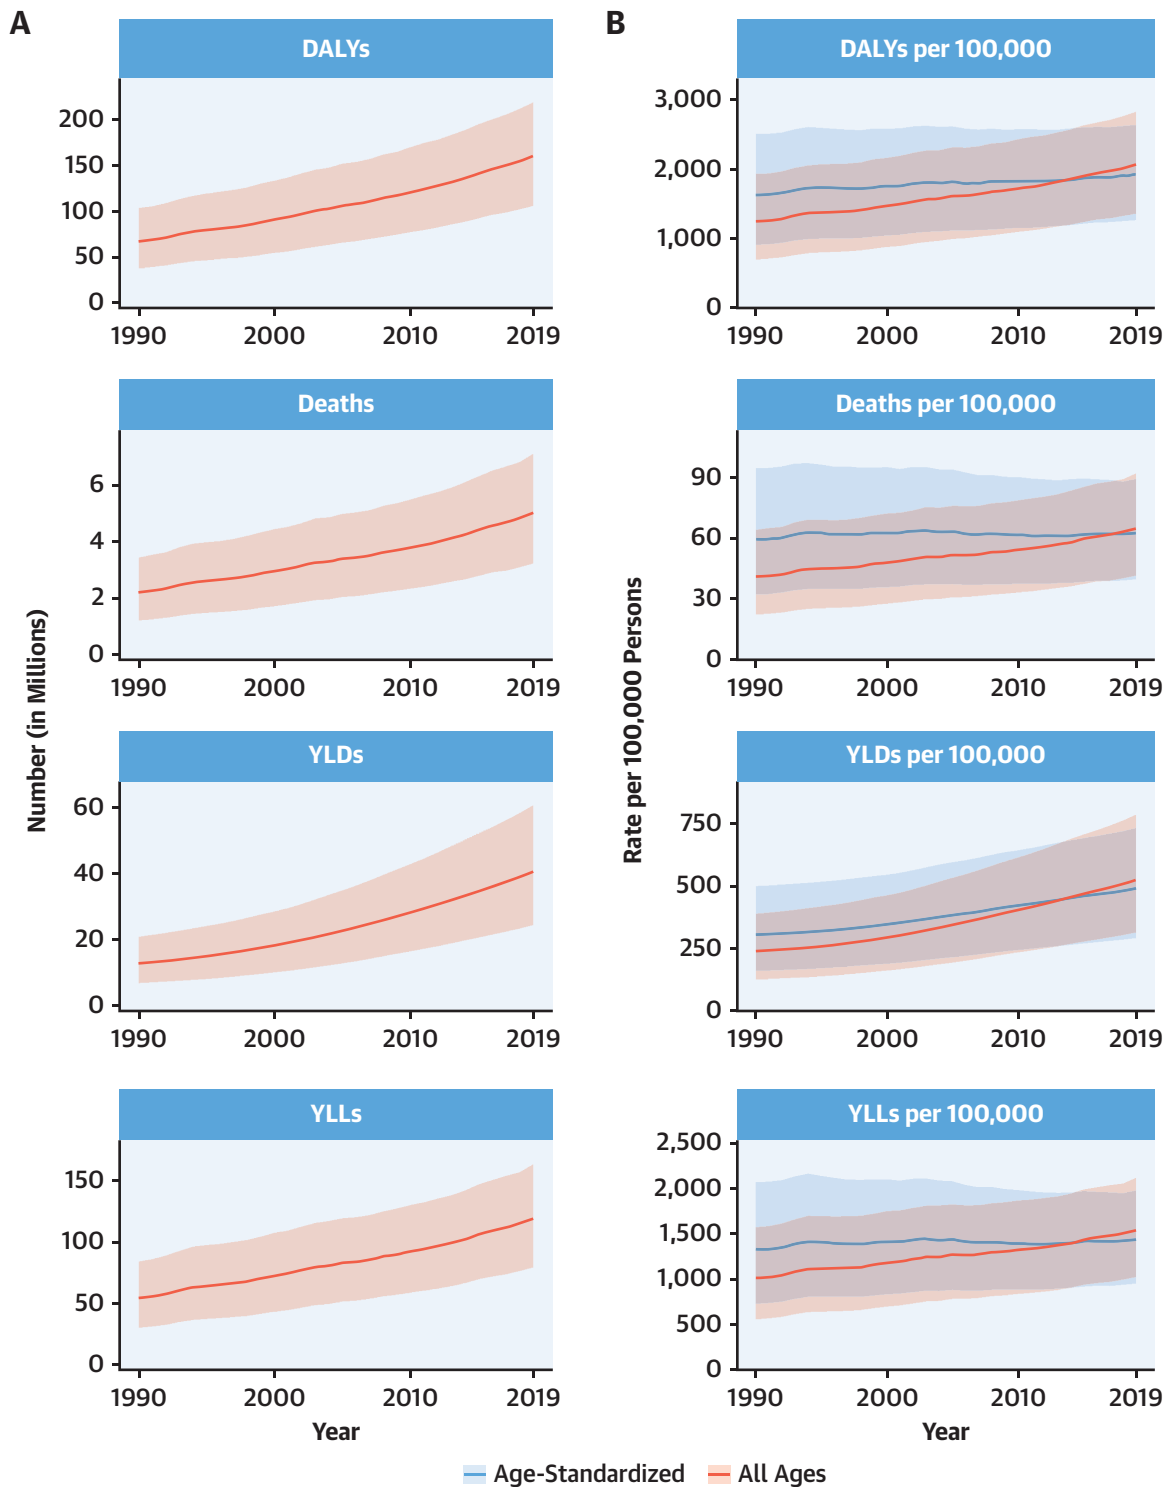 A
DALYs
200
150
100
50
0
1990 2000 2010 2019
Deaths
6
4
2
0
1990 2000 2010 2019
YLDs
60
40
20
0
1990 2000 2010 2019
YLLs
150
100
50
0
1990 2000 2010 2019
Number (in Millions)
Year
B
DALYs per 100,000
3,000
2,000
1,000
0
1990 2000 2010 2019
Deaths per 100,000
90
60
30
0
1990 2000 2010 2019
YLDs per 100,000
750
500
250
0
1990 2000 2010 2019
YLLs per 100,000
2,500
2,000
1,500
1,000
500
0
1990 2000 2010 2019
Rate per 100,000 Persons
Year
Age-Standardized All Ages